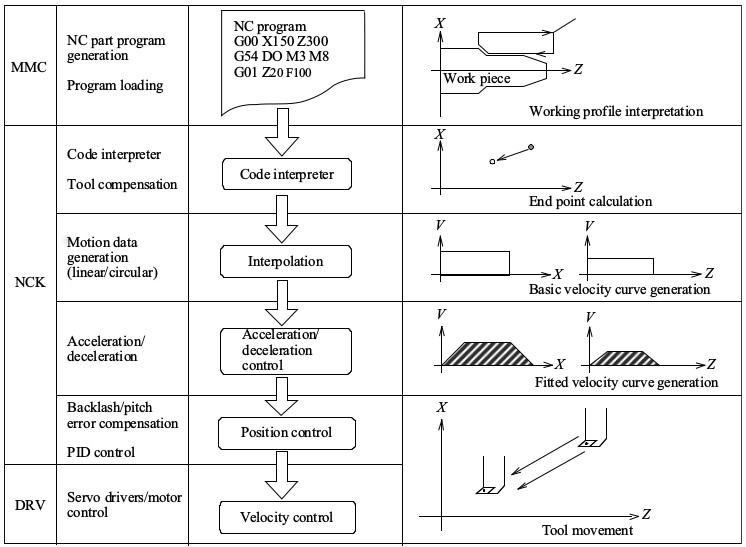 MMC
NC part program
generation
Program loading
NC program
G00 X150 Z300
G54 DO M3 M8
G01 Z20 F100
X
Z
Work piece
Working profile interpretation
NCK
Code interpreter
Tool compensation
Code interpreter
X
Z
End point calculation
Motion data
generation
(linear/circular)
Interpolation
V
X
V
Z
Basic velocity curve generation
Acceleration/
deceleration
Acceleration/
deceleration
control
V
X
V
Z
Fitted velocity curve generation
Backlash/pitch
error compensation
PID control
Position control
X
Z
Tool movement
DRV
Servo drivers/motor
control
Velocity control